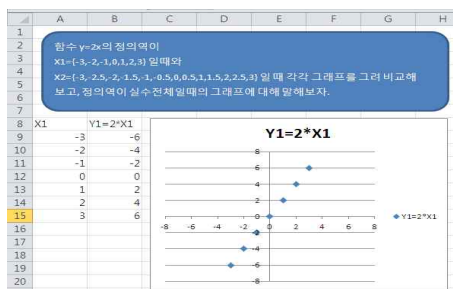 A B C D E F G H
1
2 함수 y=2x의 정의역이
3 X1={-3,-2,-1,0,1,2,3} 일때와
4 X2={-3,-2.5,-2,-1.5,-1,-0.5,0,0.5,1,1.5,2,2.5,3} 일 때 각각 그래프를 그려 비교해
5 보고, 정의역이 실수전체일때의 그래프에 대해 말해보자.
6
7
8 X1 Y1=2*X1
9 -3 -6
10 -2 -4
11 -1 -2
12 0 0
13 1 2
14 2 4
15 3 6
16
17
18
19
20
Y1=2*X1
8
6
4
2
0
-8 -6 -4 -2 0 2 4 6 8
-2
-4
-6
-8
Y1=2*X1